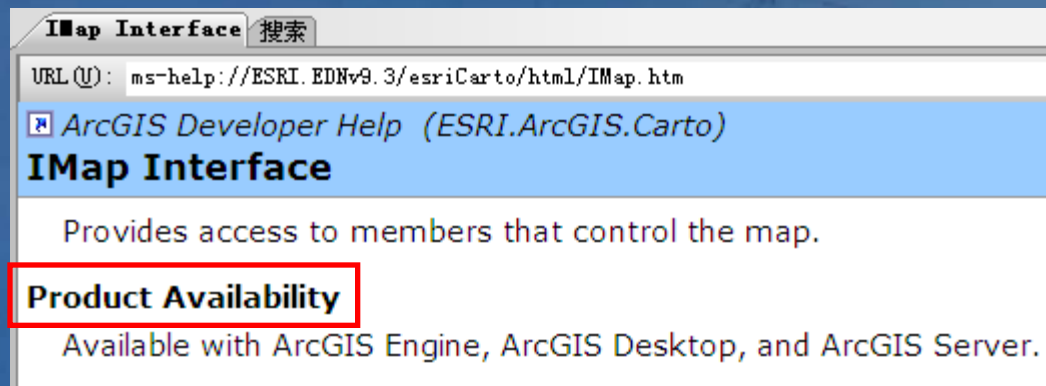 IMap Interface 搜索
URL(U): ms-help://ESRI.EDNv9.3/esriCarto/html/IMap.htm
ArcGIS Developer Help (ESRI.ArcGIS.Carto)
IMap Interface
Provides access to members that control the map.
Product Availability
Available with ArcGIS Engine, ArcGIS Desktop, and ArcGIS Server.